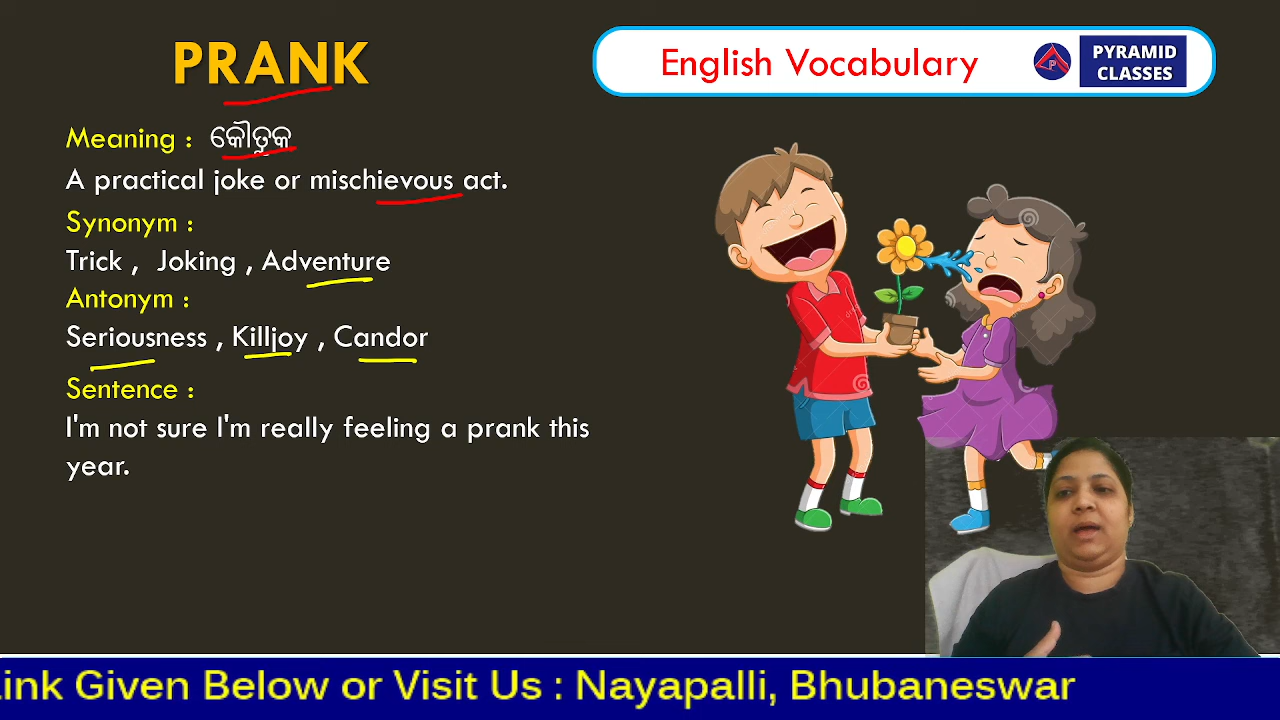 PRANK
English Vocabulary
PYRAMID
CLASSES
Meaning : କୌତୁକ
A practical joke or mischievous act.
Synonym :
Trick , Joking , Adventure
Antonym :
Seriousness , Killjoy , Candor
Sentence :
I'm not sure I'm really feeling a prank this
year.
Link Given Below or Visit Us : Nayapalli, Bhubaneswar